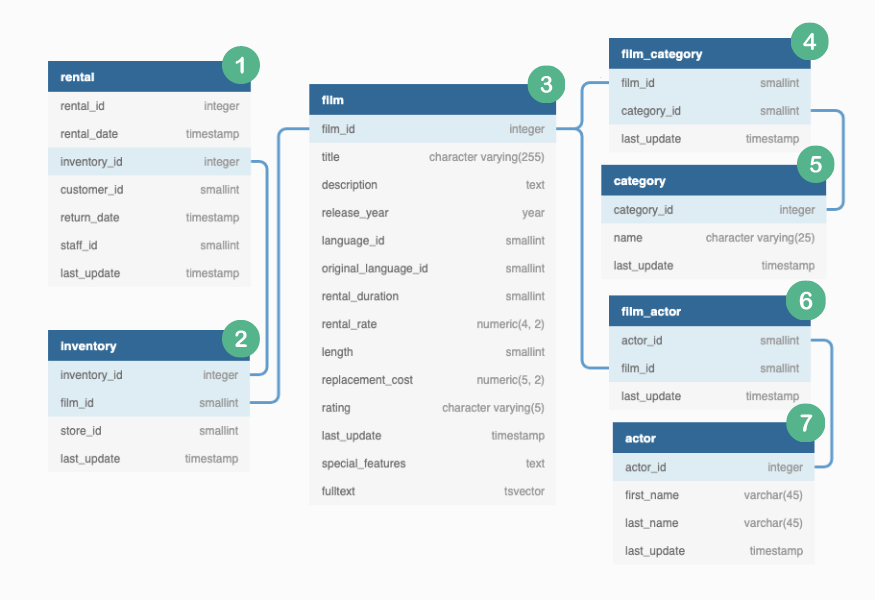 1
rental
rental_id integer
rental_date timestamp
inventory_id integer
customer_id smallint
return_date timestamp
staff_id smallint
last_update timestamp
2
inventory
inventory_id integer
film_id smallint
store_id smallint
last_update timestamp
3
film
film_id integer
title character varying(255)
description text
release_year year
language_id smallint
original_language_id smallint
rental_duration smallint
rental_rate numeric(4, 2)
length smallint
replacement_cost numeric(5, 2)
rating character varying(5)
last_update timestamp
special_features text
fulltext tsvector
4
film_category
film_id smallint
category_id smallint
last_update timestamp
5
category
category_id integer
name character varying(25)
last_update timestamp
6
film_actor
actor_id smallint
film_id smallint
last_update timestamp
7
actor
actor_id integer
first_name varchar(45)
last_name varchar(45)
last_update timestamp